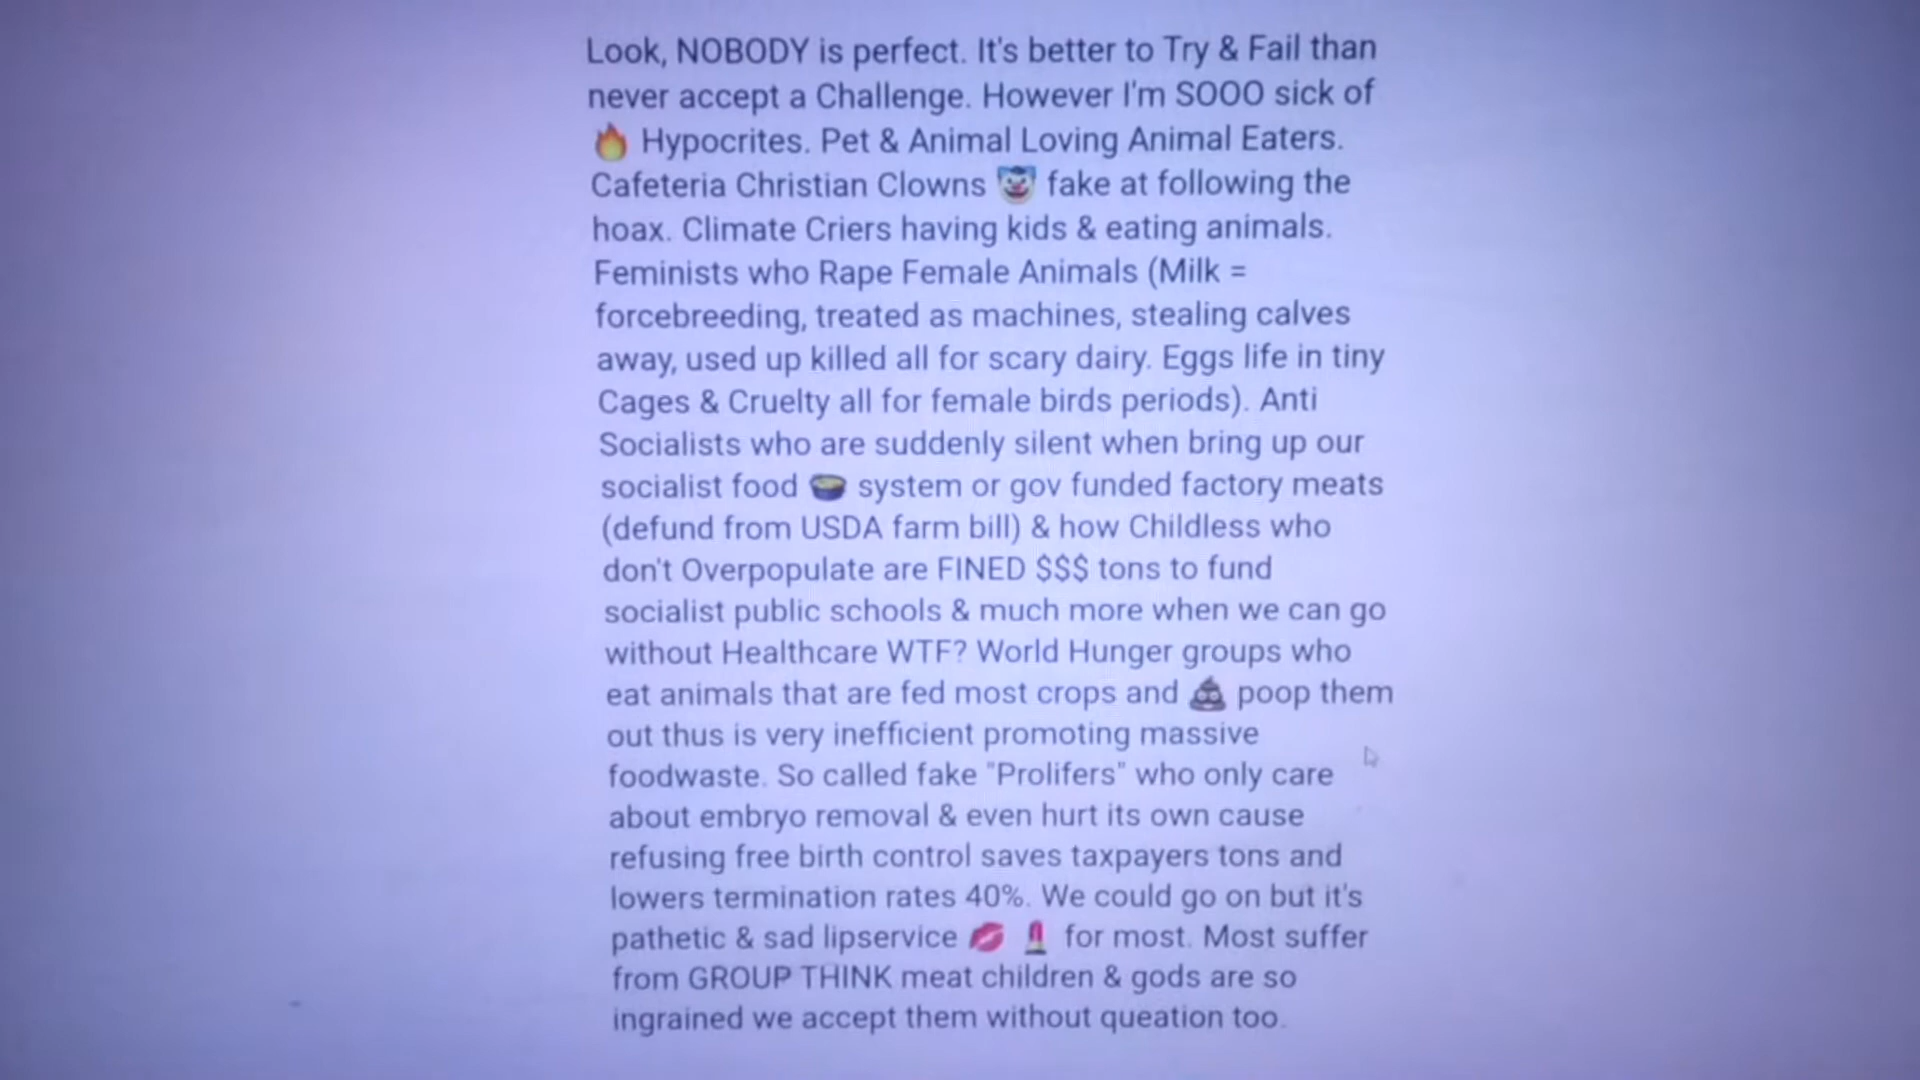 Look, NOBODY is perfect. It's better to Try & Fail than
never accept a Challenge. However I'm SOOO sick of
🔥 Hypocrites. Pet & Animal Loving Animal Eaters.
Cafeteria Christian Clowns 🤡 fake at following the
hoax. Climate Criers having kids & eating animals.
Feminists who Rape Female Animals (Milk =
forcebreeding, treated as machines, stealing calves
away, used up killed all for scary dairy. Eggs life in tiny
Cages & Cruelty all for female birds periods). Anti
Socialists who are suddenly silent when bring up our
socialist food 🍲 system or gov funded factory meats
(defund from USDA farm bill) & how Childless who
don't Overpopulate are FINED $$$ tons to fund
socialist public schools & much more when we can go
without Healthcare WTF? World Hunger groups who
eat animals that are fed most crops and 💩 poop them
out thus is very inefficient promoting massive
foodwaste. So called fake "Prolifers" who only care
about embryo removal & even hurt its own cause
refusing free birth control saves taxpayers tons and
lowers termination rates 40%. We could go on but it's
pathetic & sad lipservice 💋 💄 for most. Most suffer
from GROUP THINK meat children & gods are so
ingrained we accept them without queation too.